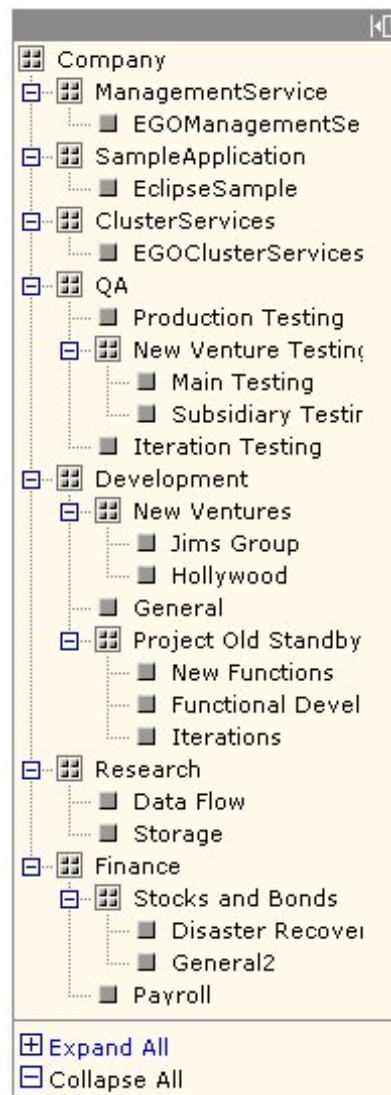 Company
ManagementService
EGOManagementSe
SampleApplication
EclipseSample
ClusterServices
EGOClusterServices
QA
Production Testing
New Venture Testing
Main Testing
Subsidiary Testin
Iteration Testing
Development
New Ventures
Jims Group
Hollywood
General
Project Old Standby
New Functions
Functional Devel
Iterations
Research
Data Flow
Storage
Finance
Stocks and Bonds
Disaster Recover
General2
Payroll
Expand All
Collapse All